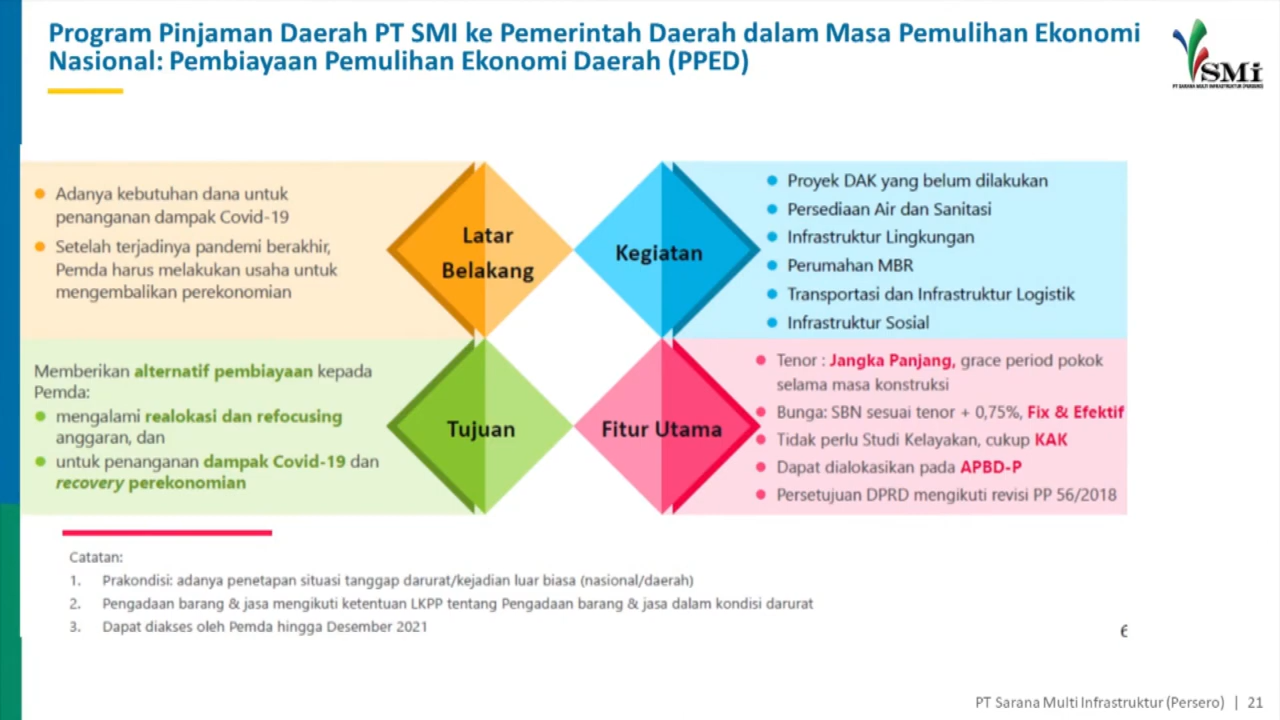 Program Pinjaman Daerah PT SMI ke Pemerintah Daerah dalam Masa Pemulihan Ekonomi
Nasional: Pembiayaan Pemulihan Ekonomi Daerah (PPED)
SMi
PT SARANA MULTI INFRASTRUKTUR (PERSERO)
Adanya kebutuhan dana untuk
penanganan dampak Covid-19
Setelah terjadinya pandemi berakhir,
Pemda harus melakukan usaha untuk
mengembalikan perekonomian
Latar
Belakang
Kegiatan
Proyek DAK yang belum dilakukan
Persediaan Air dan Sanitasi
Infrastruktur Lingkungan
Perumahan MBR
Transportasi dan Infrastruktur Logistik
Infrastruktur Sosial
Memberikan alternatif pembiayaan kepada
Pemda:
mengalami realokasi dan refocusing
anggaran, dan
untuk penanganan dampak Covid-19 dan
recovery perekonomian
Tujuan
Fitur Utama
Tenor : Jangka Panjang, grace period pokok
selama masa konstruksi
Bunga: SBN sesuai tenor + 0,75%, Fix & Efektif
Tidak perlu Studi Kelayakan, cukup KAK
Dapat dialokasikan pada APBD-P
Persetujuan DPRD mengikuti revisi PP 56/2018
Catatan:
1. Prakondisi: adanya penetapan situasi tanggap darurat/kejadian luar biasa (nasional/daerah)
2. Pengadaan barang & jasa mengikuti ketentuan LKPP tentang Pengadaan barang & jasa dalam kondisi darurat
3. Dapat diakses oleh Pemda hingga Desember 2021
6
PT Sarana Multi Infrastruktur (Persero) | 21